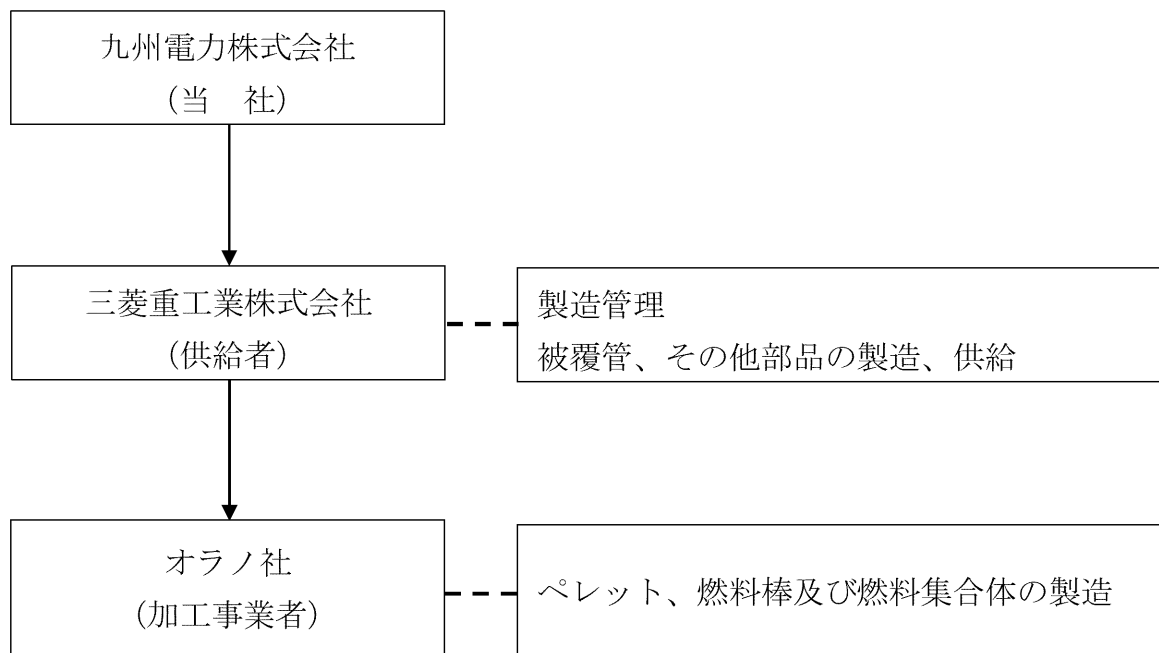 九州電力株式会社
（当　社）
三菱重工業株式会社
（供給者）
製造管理
被覆管、その他部品の製造、供給
オラノ社
（加工事業者）
ペレット、燃料棒及び燃料集合体の製造